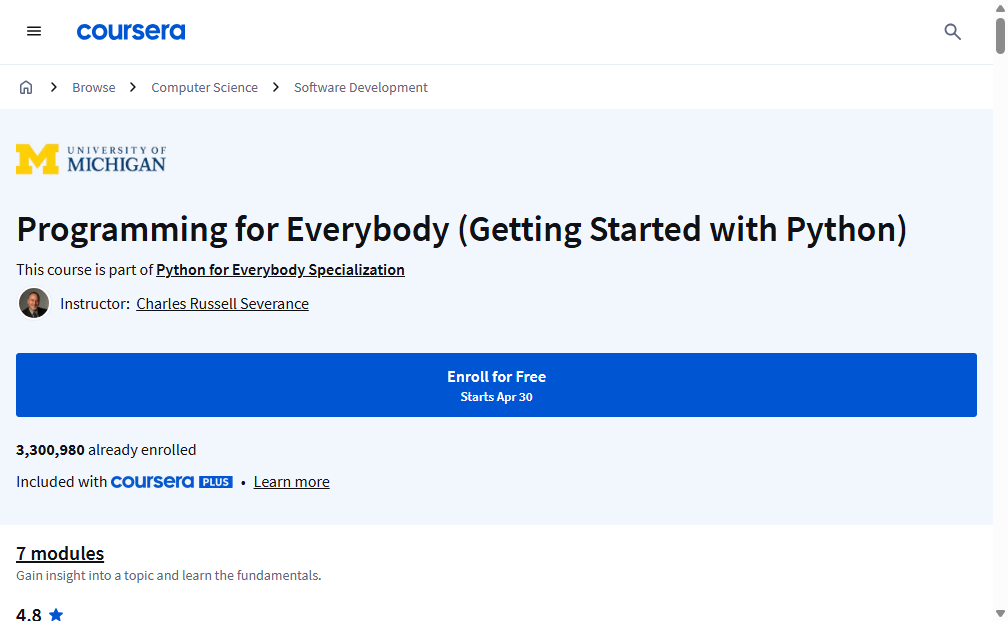 coursera
Browse
Computer Science
Software Development
UNIVERSITY OF
MICHIGAN
Programming for Everybody (Getting Started with Python)
This course is part of Python for Everybody Specialization
Instructor: Charles Russell Severance
Enroll for Free
Starts Apr 30
3,300,980 already enrolled
Included with coursera PLUS • Learn more
7 modules
Gain insight into a topic and learn the fundamentals.
4.8